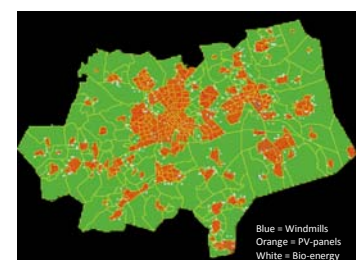 Blue = Windmills
Orange = PV-panels
White = Bio-energy